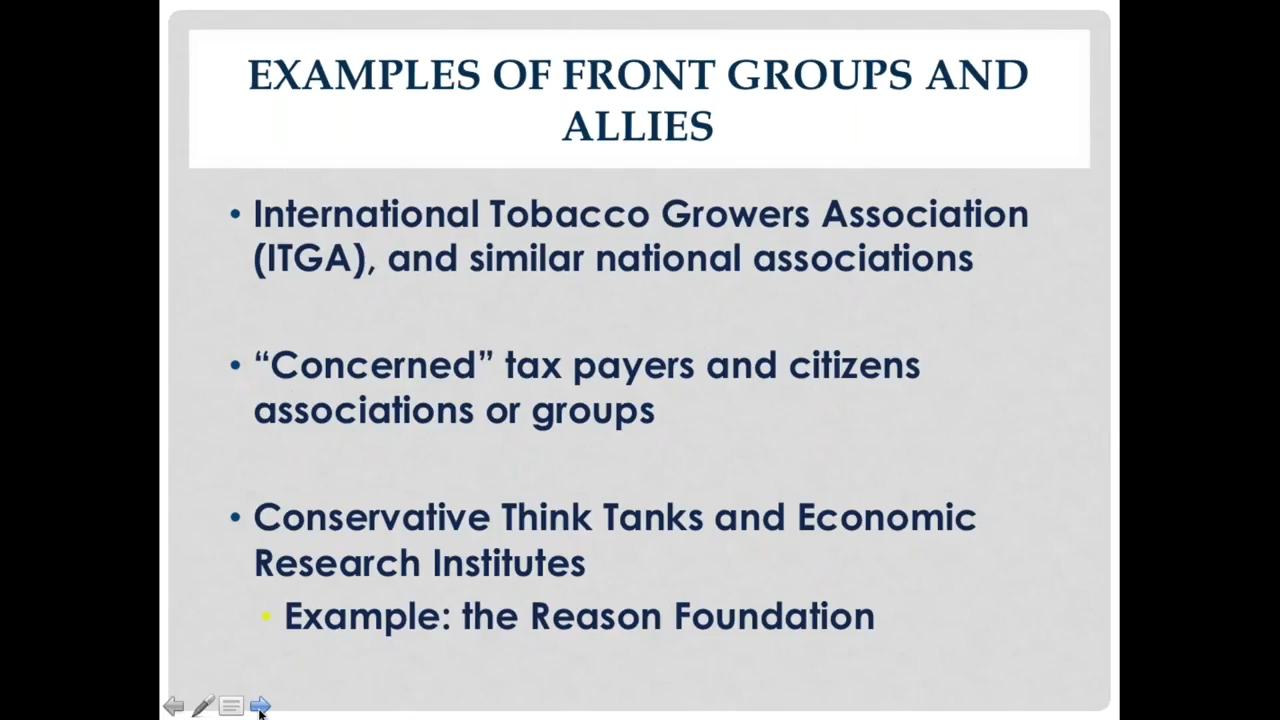 EXAMPLES OF FRONT GROUPS AND
ALLIES
• International Tobacco Growers Association
(ITGA), and similar national associations
• “Concerned” tax payers and citizens
associations or groups
• Conservative Think Tanks and Economic
Research Institutes
• Example: the Reason Foundation